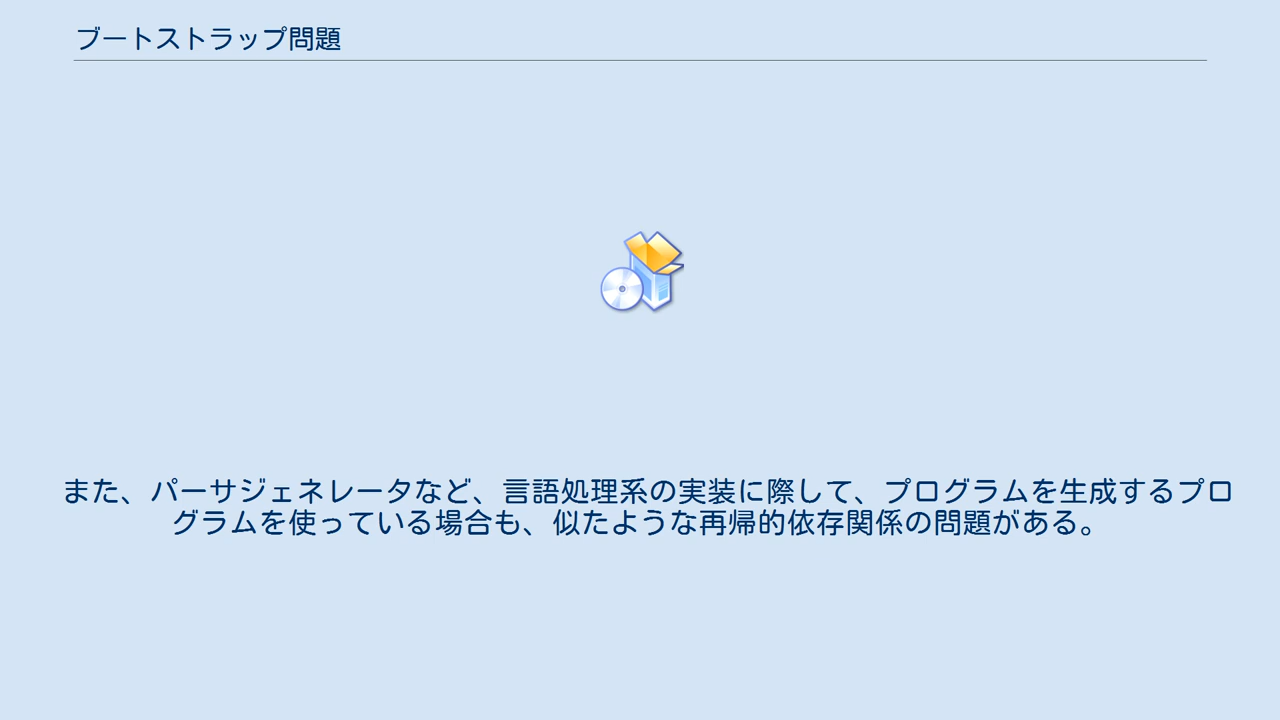 ブートストラップ問題
また、パーサジェネレータなど、言語処理系の実装に際して、プログラムを生成するプロ
グラムを使っている場合も、似たような再帰的依存関係の問題がある。